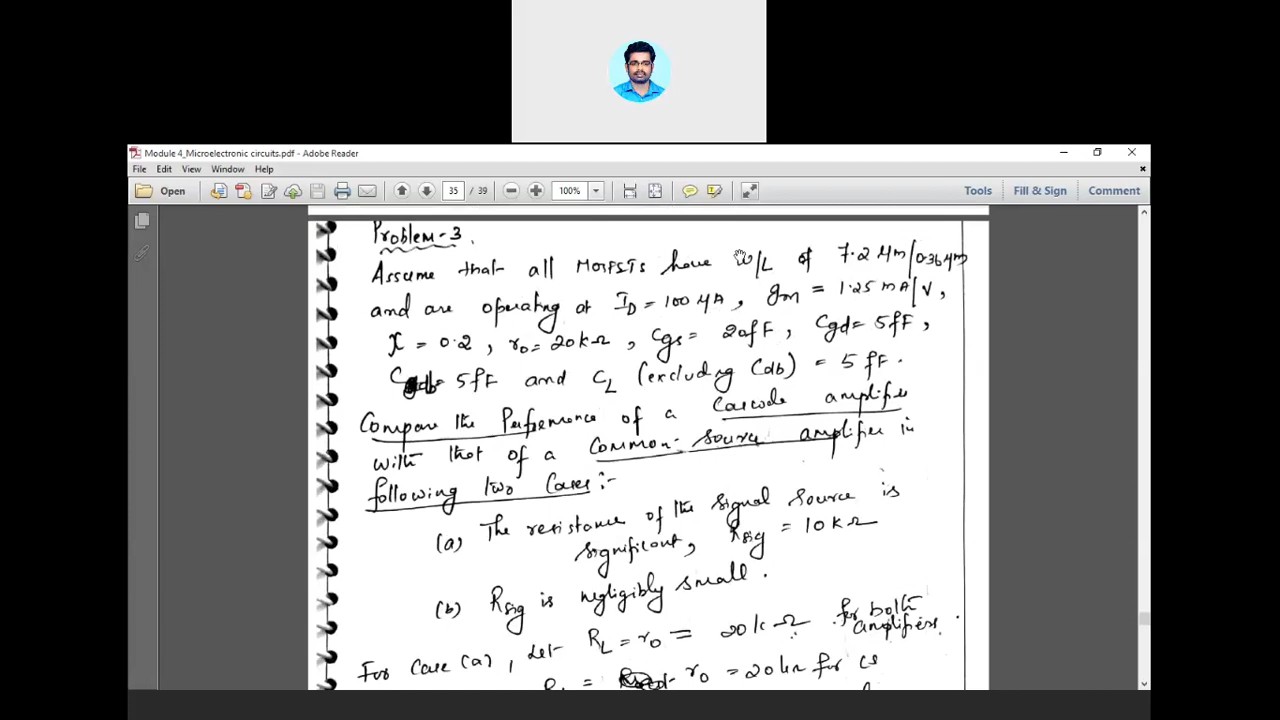 Module 4_Microelectronic circuits.pdf - Adobe Reader
File Edit View Window Help
Open 35 / 39 100% Tools Fill & Sign Comment
Problem-3.
Assume that all MOSFSTs have W/L of 7.2 μm/0.36μm
and are operating at ID = 100 μA, gm = 1.25 mA/V,
χ = 0.2, ro = 20kΩ, Cgs = 20fF, Cgd = 5fF,
Cdb = 5fF and CL (excluding Cdb) = 5 fF.
Compare the Performance of a Cascode amplifier
with that of a Common-source amplifier in
following two Cases :-
(a) The resistance of the signal source is
significant, Rsig = 10kΩ
(b) Rsig is negligibly small.
For Case (a), Let RL = ro = 20kΩ for both
amplifiers.
= ro = 20kΩ for CS